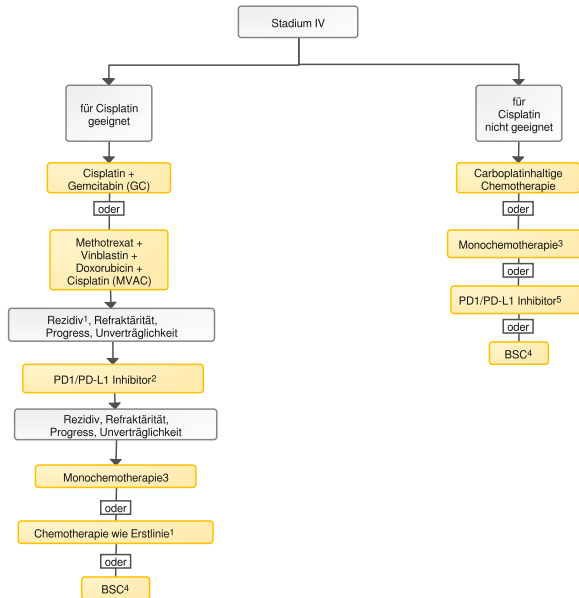 Stadium IV
für Cisplatin
geeignet
Cisplatin +
Gemcitabin (GC)
oder
Methotrexat +
Vinblastin +
Doxorubicin +
Cisplatin (MVAC)
Rezidiv¹, Refraktärität,
Progress, Unverträglichkeit
PD1/PD-L1 Inhibitor²
Rezidiv, Refraktärität,
Progress, Unverträglichkeit
Monochemotherapie3
oder
Chemotherapie wie Erstlinie¹
oder
BSC⁴
für
Cisplatin
nicht geeignet
Carboplatinhaltige
Chemotherapie
oder
Monochemotherapie³
oder
PD1/PD-L1 Inhibitor⁵
oder
BSC⁴